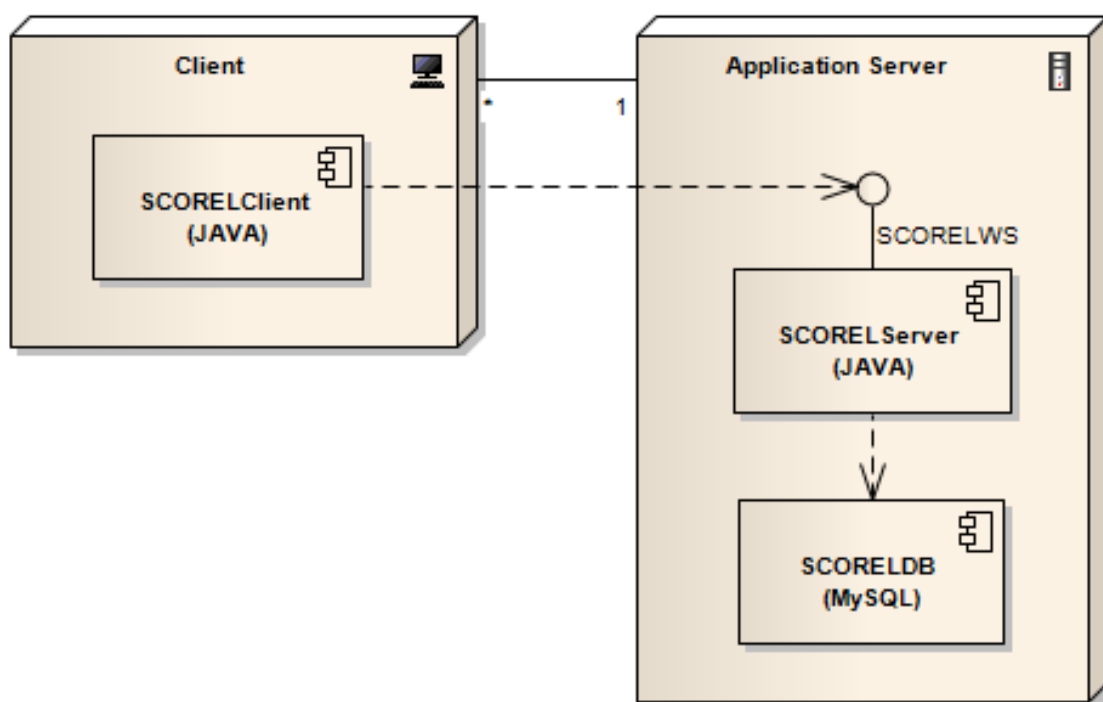 Client
Application Server
*
1
SCORELClient
(JAVA)
SCORELWS
SCORELServer
(JAVA)
SCORELDB
(MySQL)